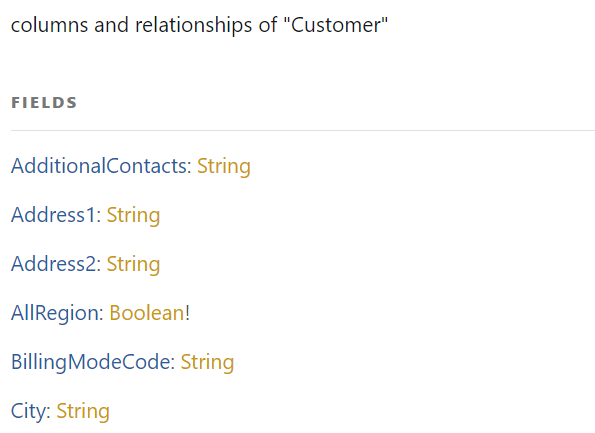 columns and relationships of "Customer"
FIELDS
AdditionalContacts: String
Address1: String
Address2: String
AllRegion: Boolean!
BillingModeCode: String
City: String